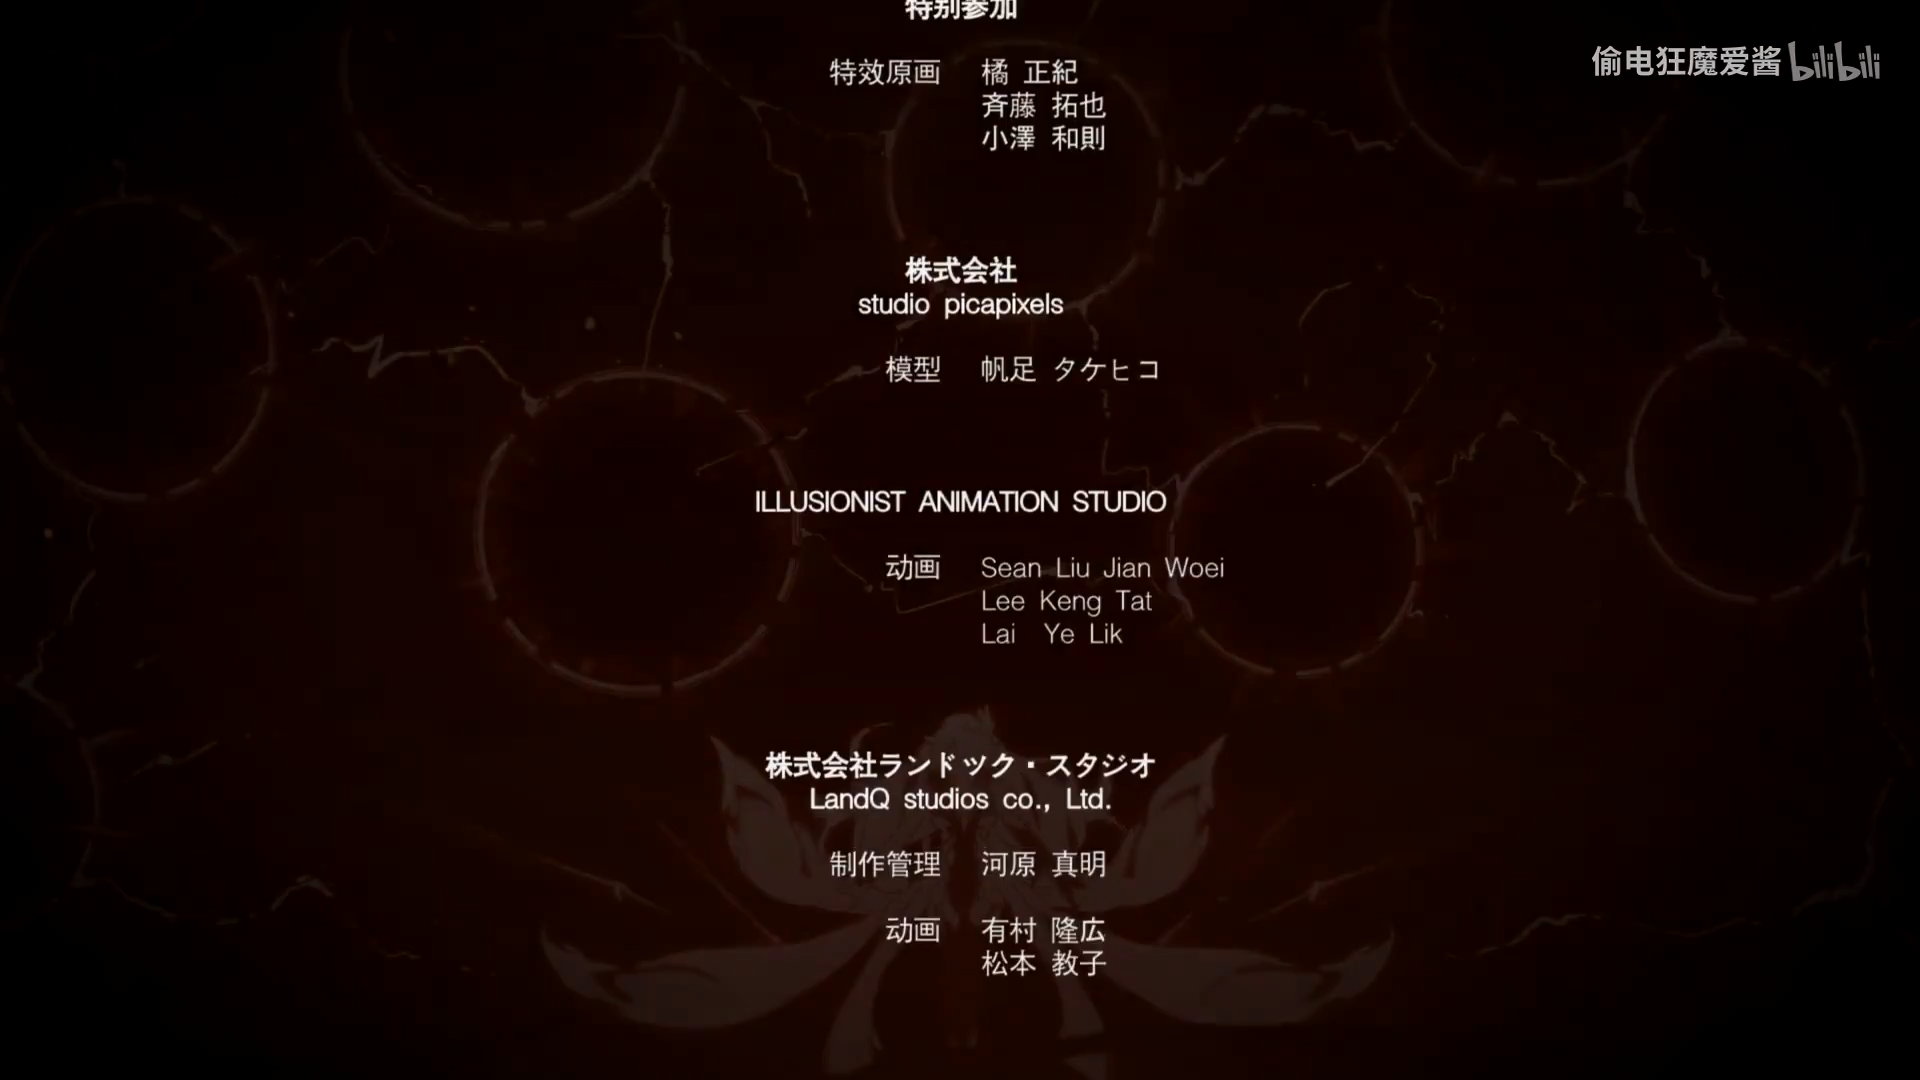 特别参加
偷电狂魔爱酱 bilibili
特效原画 橘 正紀
斉藤 拓也
小澤 和則
株式会社
studio picapixels
模型 帆足 タケヒコ
ILLUSIONIST ANIMATION STUDIO
动画 Sean Liu Jian Woei
Lee Keng Tat
Lai Ye Lik
株式会社ランドック・スタジオ
LandQ studios co., Ltd.
制作管理 河原 真明
动画 有村 隆広
松本 教子